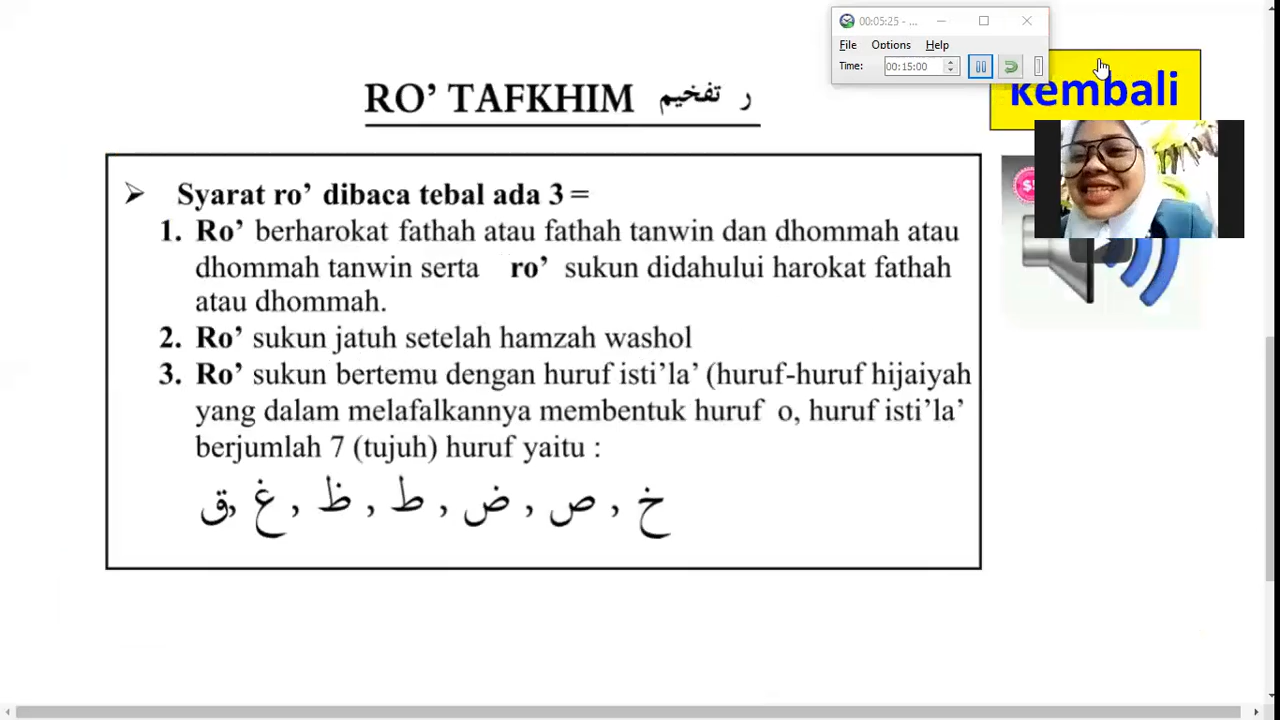 00:05:25 - ...
File Options Help
Time: 00:15:00
kembali
RO’ TAFKHIM ر تفخيم
Syarat ro’ dibaca tebal ada 3 =
1. Ro’ berharokat fathah atau fathah tanwin dan dhommah atau
dhommah tanwin serta ro’ sukun didahului harokat fathah
atau dhommah.
2. Ro’ sukun jatuh setelah hamzah washol
3. Ro’ sukun bertemu dengan huruf isti’la’ (huruf-huruf hijaiyah
yang dalam melafalkannya membentuk huruf o, huruf isti’la’
berjumlah 7 (tujuh) huruf yaitu :
خ , ص , ض , ط , ظ , غ ,ق